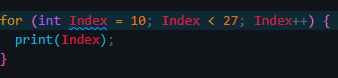 for (int Index = 10; Index < 27; Index++) {
  print(Index);
}